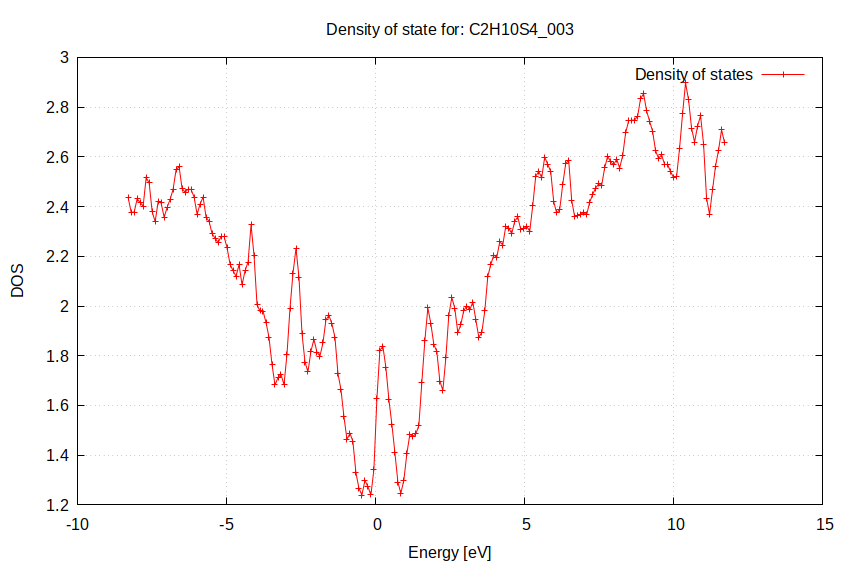 Density of state for: C2H10S4_003
Density of states
3
2.8
2.6
2.4
2.2
2
1.8
1.6
1.4
1.2
DOS
-10 -5 0 5 10 15
Energy [eV]